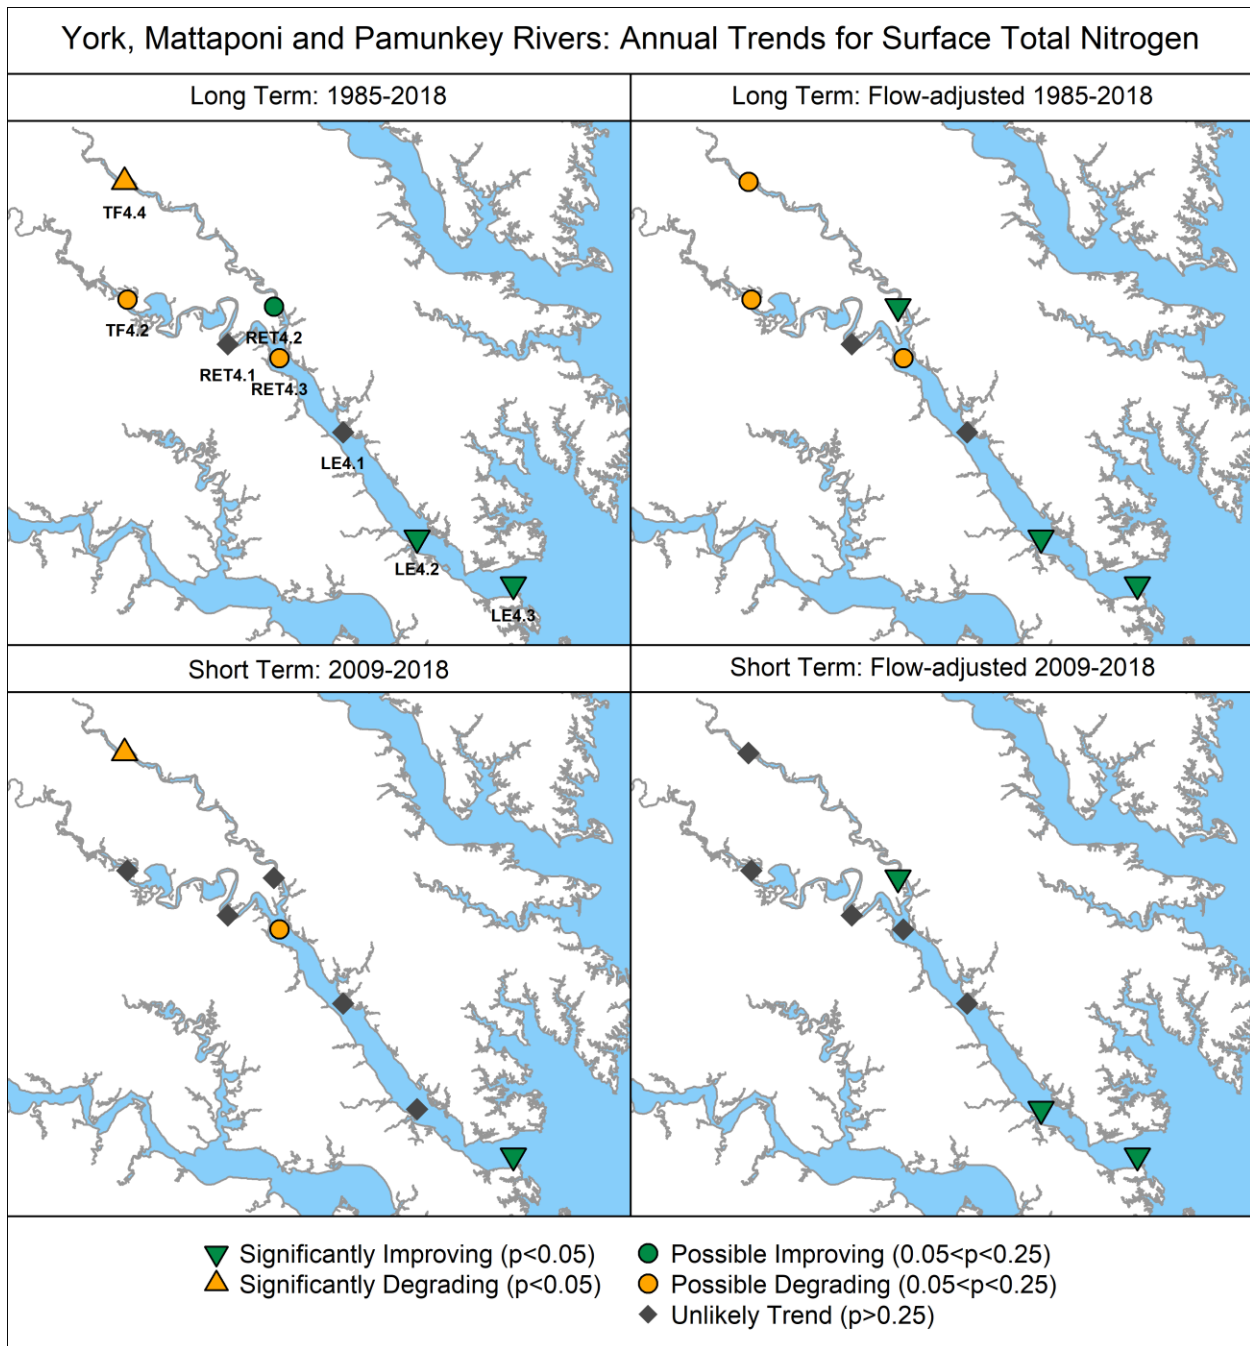 York, Mattaponi and Pamunkey Rivers: Annual Trends for Surface Total Nitrogen
Long Term: 1985-2018
Long Term: Flow-adjusted 1985-2018
TF4.4
TF4.2
RET4.2
RET4.1
RET4.3
LE4.1
LE4.2
LE4.3
Short Term: 2009-2018
Short Term: Flow-adjusted 2009-2018
Significantly Improving (p<0.05)
Possible Improving (0.05<p<0.25)
Significantly Degrading (p<0.05)
Possible Degrading (0.05<p<0.25)
Unlikely Trend (p>0.25)